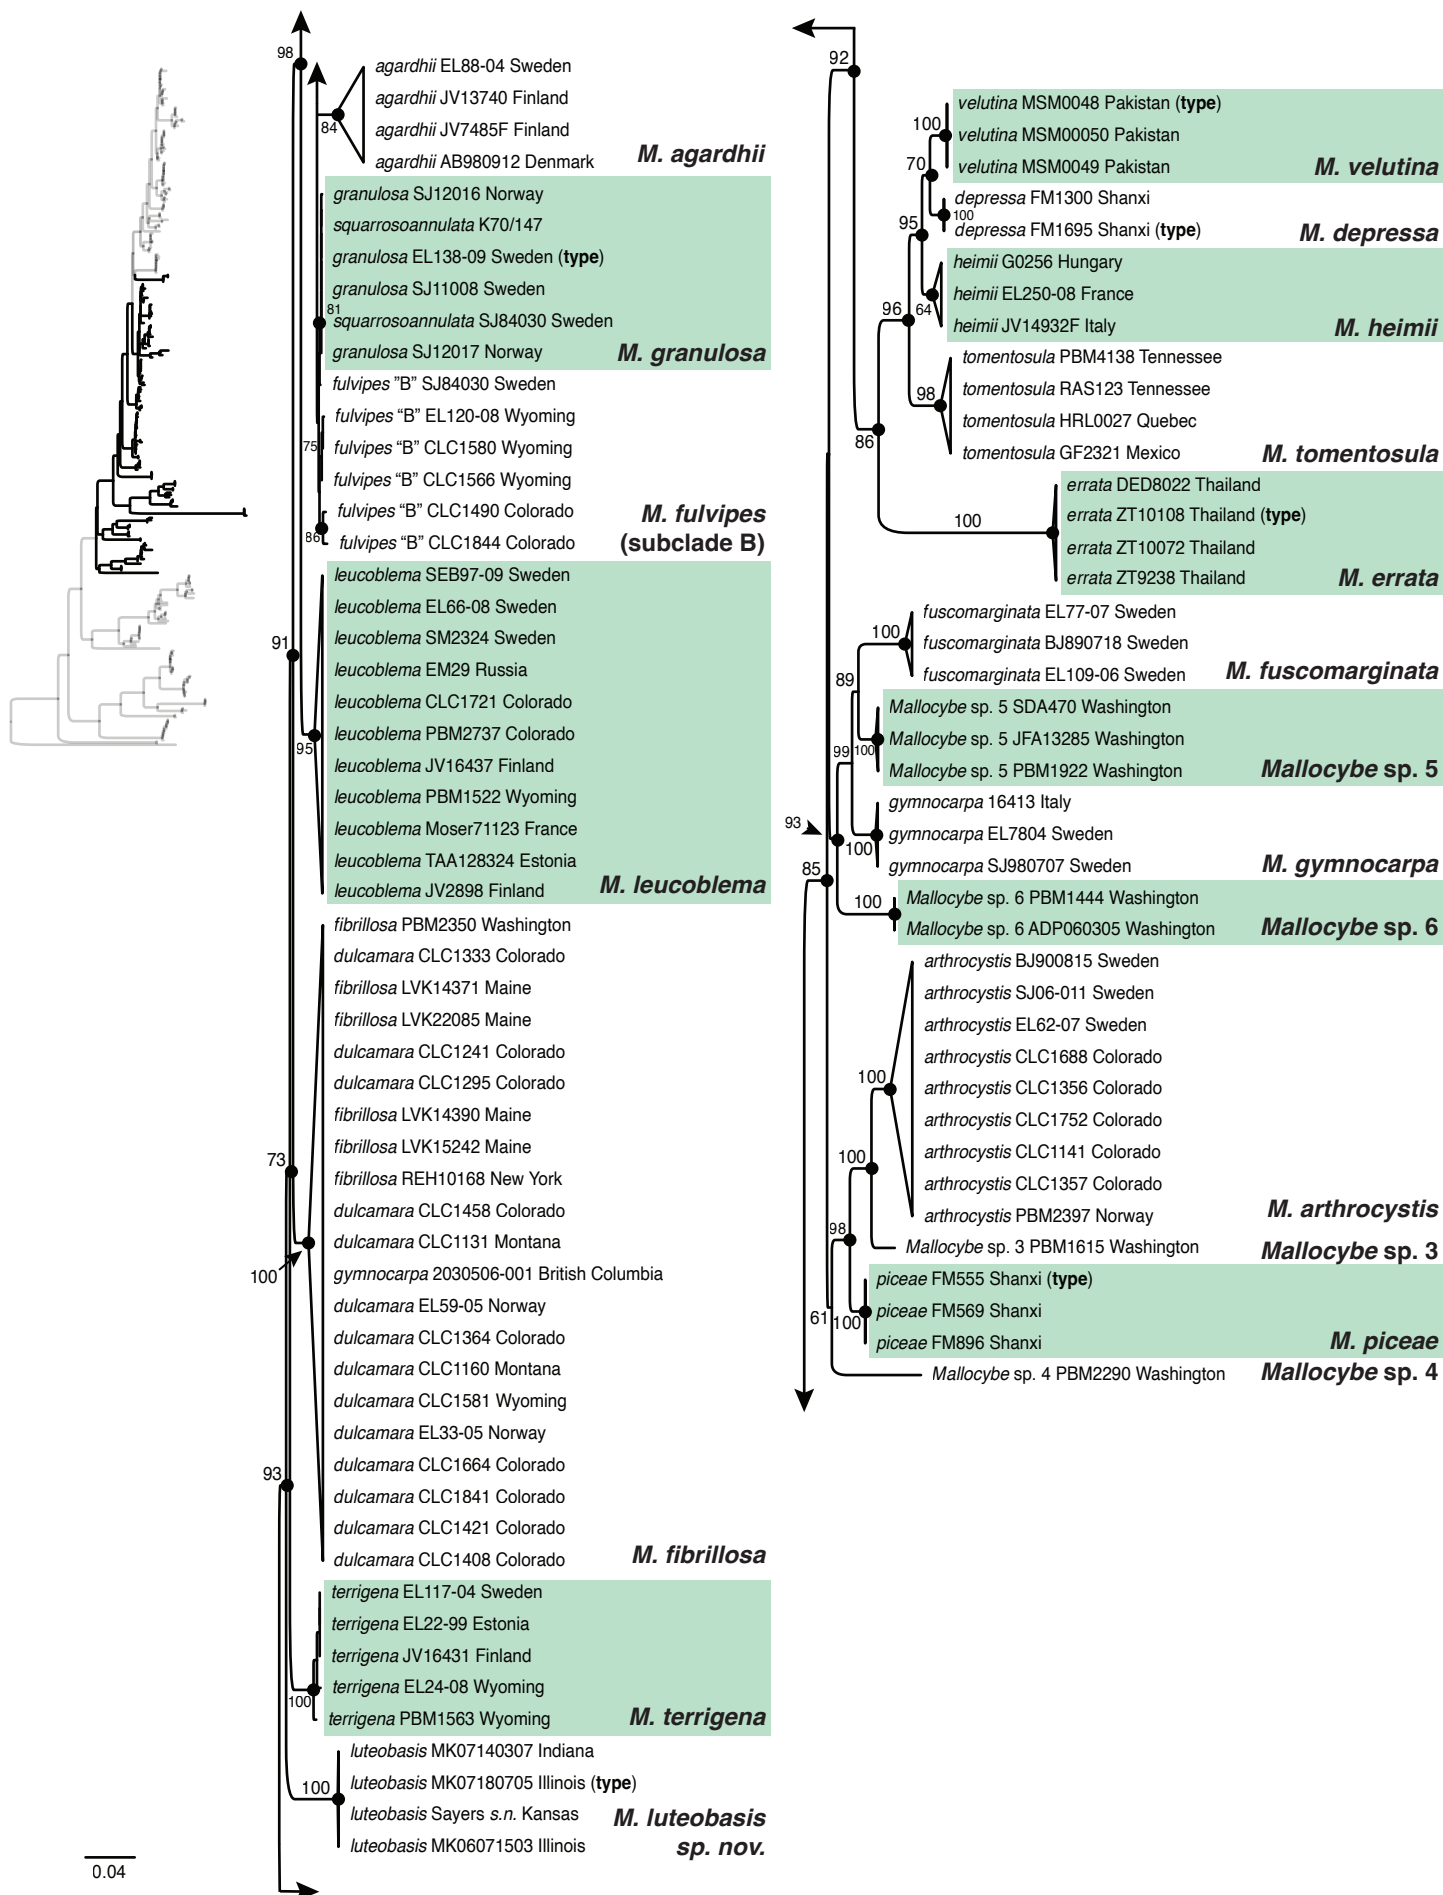 98
agardhii EL88-04 Sweden
agardhii JV13740 Finland
84
agardhii JV7485F Finland
agardhii AB980912 Denmark
M. agardhii
granulosa SJ12016 Norway
squarrosoannulata K70/147
granulosa EL138-09 Sweden (type)
granulosa SJ11008 Sweden
81
squarrosoannulata SJ84030 Sweden
granulosa SJ12017 Norway
M. granulosa
fulvipes "B" SJ84030 Sweden
fulvipes “B” EL120-08 Wyoming
75
fulvipes “B” CLC1580 Wyoming
fulvipes “B” CLC1566 Wyoming
fulvipes “B” CLC1490 Colorado
86
fulvipes “B” CLC1844 Colorado
M. fulvipes
(subclade B)
leucoblema SEB97-09 Sweden
leucoblema EL66-08 Sweden
leucoblema SM2324 Sweden
91
leucoblema EM29 Russia
leucoblema CLC1721 Colorado
leucoblema PBM2737 Colorado
95
leucoblema JV16437 Finland
leucoblema PBM1522 Wyoming
leucoblema Moser71123 France
leucoblema TAA128324 Estonia
leucoblema JV2898 Finland
M. leucoblema
fibrillosa PBM2350 Washington
dulcamara CLC1333 Colorado
fibrillosa LVK14371 Maine
fibrillosa LVK22085 Maine
dulcamara CLC1241 Colorado
dulcamara CLC1295 Colorado
fibrillosa LVK14390 Maine
fibrillosa LVK15242 Maine
73
fibrillosa REH10168 New York
dulcamara CLC1458 Colorado
dulcamara CLC1131 Montana
100
gymnocarpa 2030506-001 British Columbia
dulcamara EL59-05 Norway
dulcamara CLC1364 Colorado
dulcamara CLC1160 Montana
dulcamara CLC1581 Wyoming
dulcamara EL33-05 Norway
93
dulcamara CLC1664 Colorado
dulcamara CLC1841 Colorado
dulcamara CLC1421 Colorado
dulcamara CLC1408 Colorado
M. fibrillosa
terrigena EL117-04 Sweden
terrigena EL22-99 Estonia
terrigena JV16431 Finland
terrigena EL24-08 Wyoming
100
terrigena PBM1563 Wyoming
M. terrigena
luteobasis MK07140307 Indiana
100
luteobasis MK07180705 Illinois (type)
luteobasis Sayers s.n. Kansas
luteobasis MK06071503 Illinois
M. luteobasis
sp. nov.
0.04
92
velutina MSM0048 Pakistan (type)
100
velutina MSM00050 Pakistan
velutina MSM0049 Pakistan
M. velutina
70
depressa FM1300 Shanxi
100
depressa FM1695 Shanxi (type)
M. depressa
95
heimii G0256 Hungary
heimii EL250-08 France
64
heimii JV14932F Italy
M. heimii
96
tomentosula PBM4138 Tennessee
98
tomentosula RAS123 Tennessee
tomentosula HRL0027 Quebec
tomentosula GF2321 Mexico
M. tomentosula
86
errata DED8022 Thailand
100
errata ZT10108 Thailand (type)
errata ZT10072 Thailand
errata ZT9238 Thailand
M. errata
fuscomarginata EL77-07 Sweden
100
fuscomarginata BJ890718 Sweden
fuscomarginata EL109-06 Sweden
M. fuscomarginata
89
Mallocybe sp. 5 SDA470 Washington
Mallocybe sp. 5 JFA13285 Washington
99
100
Mallocybe sp. 5 PBM1922 Washington
Mallocybe sp. 5
gymnocarpa 16413 Italy
93
gymnocarpa EL7804 Sweden
100
gymnocarpa SJ980707 Sweden
M. gymnocarpa
85
Mallocybe sp. 6 PBM1444 Washington
100
Mallocybe sp. 6 ADP060305 Washington
Mallocybe sp. 6
arthrocystis BJ900815 Sweden
arthrocystis SJ06-011 Sweden
arthrocystis EL62-07 Sweden
arthrocystis CLC1688 Colorado
100
arthrocystis CLC1356 Colorado
arthrocystis CLC1752 Colorado
arthrocystis CLC1141 Colorado
100
arthrocystis CLC1357 Colorado
arthrocystis PBM2397 Norway
M. arthrocystis
98
Mallocybe sp. 3 PBM1615 Washington
Mallocybe sp. 3
piceae FM555 Shanxi (type)
piceae FM569 Shanxi
61
100
piceae FM896 Shanxi
M. piceae
Mallocybe sp. 4 PBM2290 Washington
Mallocybe sp. 4